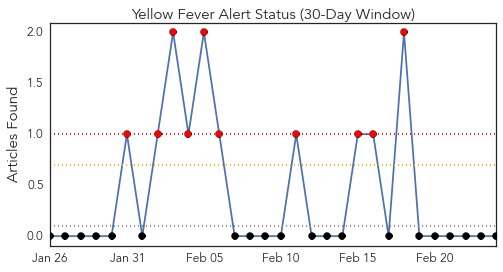 Yellow Fever Alert Status (30-Day Window)
Articles Found
2.0
1.5
1.0
0.5
0.0
Jan 26 Jan 31 Feb 05 Feb 10 Feb 15 Feb 20